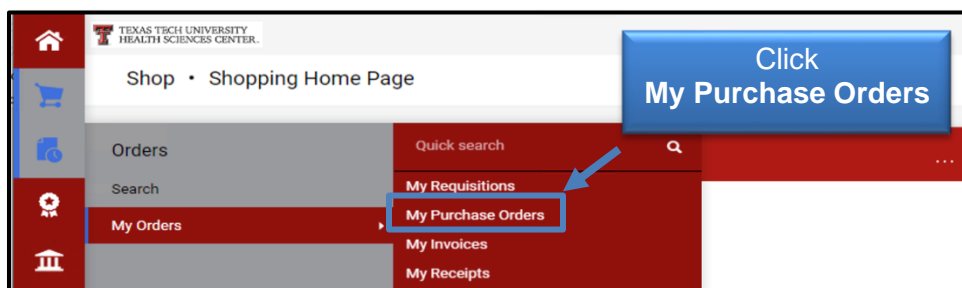 TEXAS TECH UNIVERSITY
HEALTH SCIENCES CENTER.
Shop • Shopping Home Page
Click
My Purchase Orders
Orders
Search
My Orders
Quick search
...
My Requisitions
My Purchase Orders
My Invoices
My Receipts